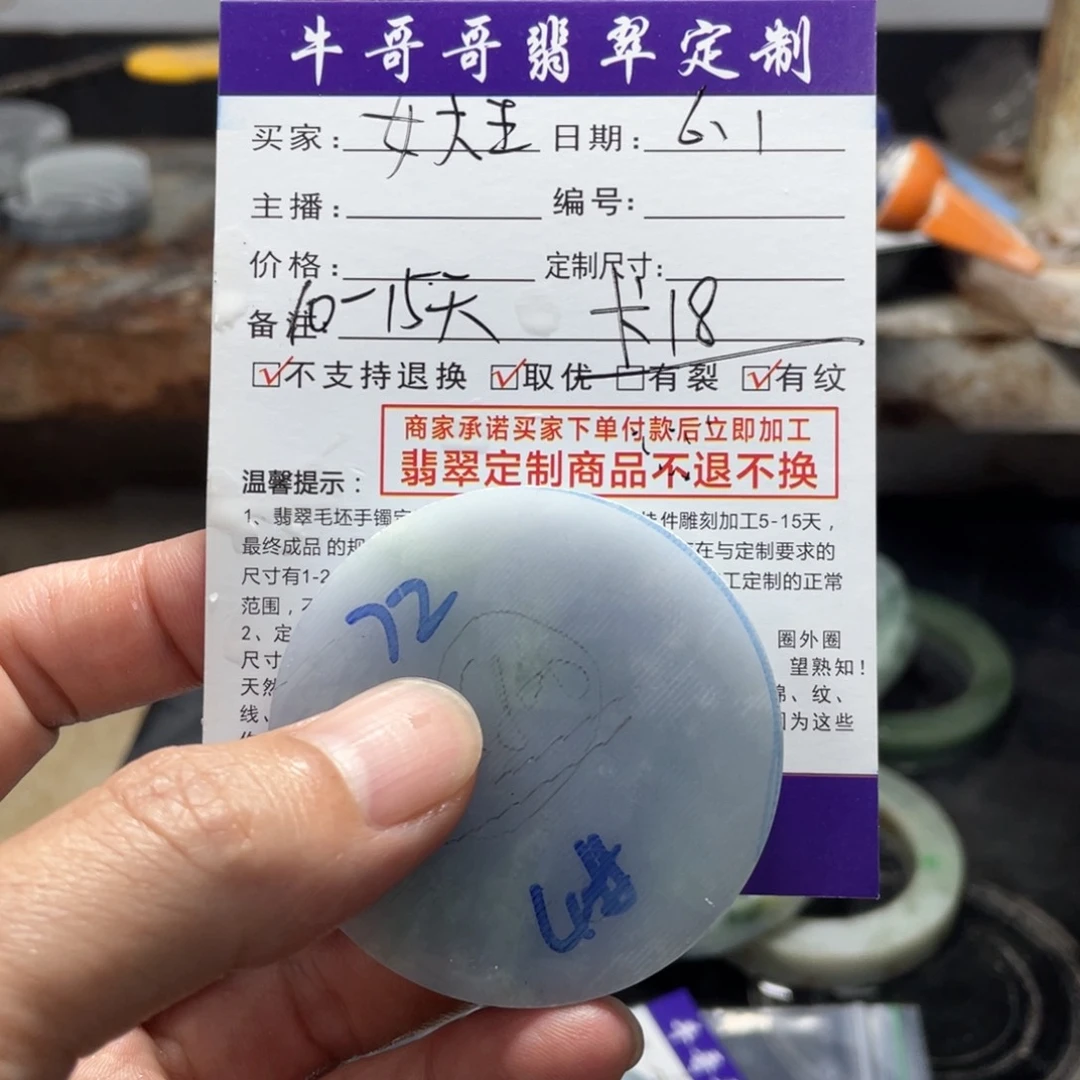 牛哥哥翡翠定制
买家：女大王 日期：6.1
主播： 编号：
价格： 定制尺寸：
备注：10-15天 卡18
不支持退换 取优 有裂 有纹
商家承诺买家下单付款后立即加工
翡翠定制商品不退不换
温馨提示：
1、翡翠毛坯手镯定 挂件雕刻加工5-15天，
最终成品的规 在与定制要求的
尺寸有1-2 工定制的正常
范围，
2、定 圈外圈
尺寸 望熟知！
天然 棉、纹、
线、 因为这些
72